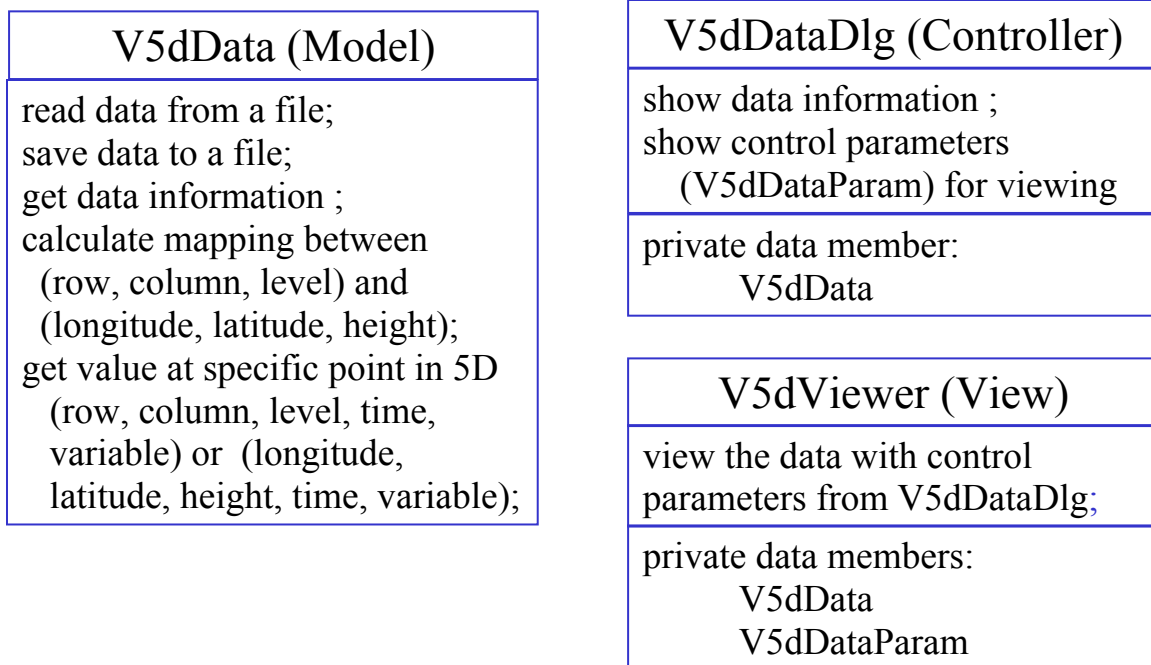 V5dData (Model)
read data from a file;
save data to a file;
get data information ;
calculate mapping between
(row, column, level) and
(longitude, latitude, height);
get value at specific point in 5D
(row, column, level, time,
variable) or (longitude,
latitude, height, time, variable);
V5dDataDlg (Controller)
show data information ;
show control parameters
(V5dDataParam) for viewing
private data member:
V5dData
V5dViewer (View)
view the data with control
parameters from V5dDataDlg;
private data members:
V5dData
V5dDataParam